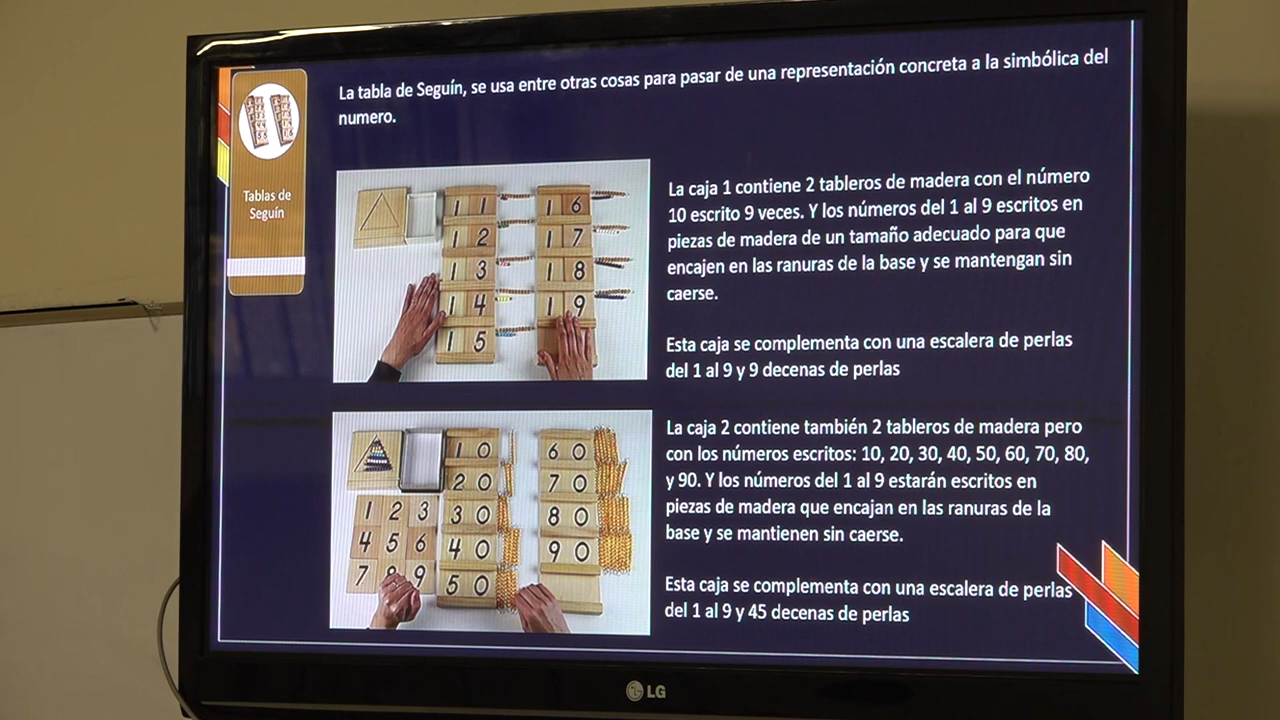 La tabla de Seguín, se usa entre otras cosas para pasar de una representación concreta a la simbólica del
numero.
Tablas de
Seguín
La caja 1 contiene 2 tableros de madera con el número
10 escrito 9 veces. Y los números del 1 al 9 escritos en
piezas de madera de un tamaño adecuado para que
encajen en las ranuras de la base y se mantengan sin
caerse.
Esta caja se complementa con una escalera de perlas
del 1 al 9 y 9 decenas de perlas
1 1
1 2
1 3
1 4
1 5
1 6
1 7
1 8
1 9
La caja 2 contiene también 2 tableros de madera pero
con los números escritos: 10, 20, 30, 40, 50, 60, 70, 80,
y 90. Y los números del 1 al 9 estarán escritos en
piezas de madera que encajan en las ranuras de la
base y se mantienen sin caerse.
Esta caja se complementa con una escalera de perlas
del 1 al 9 y 45 decenas de perlas
1 2 3
4 5 6
7 8 9
1 0
2 0
3 0
4 0
5 0
6 0
7 0
8 0
9 0
LG